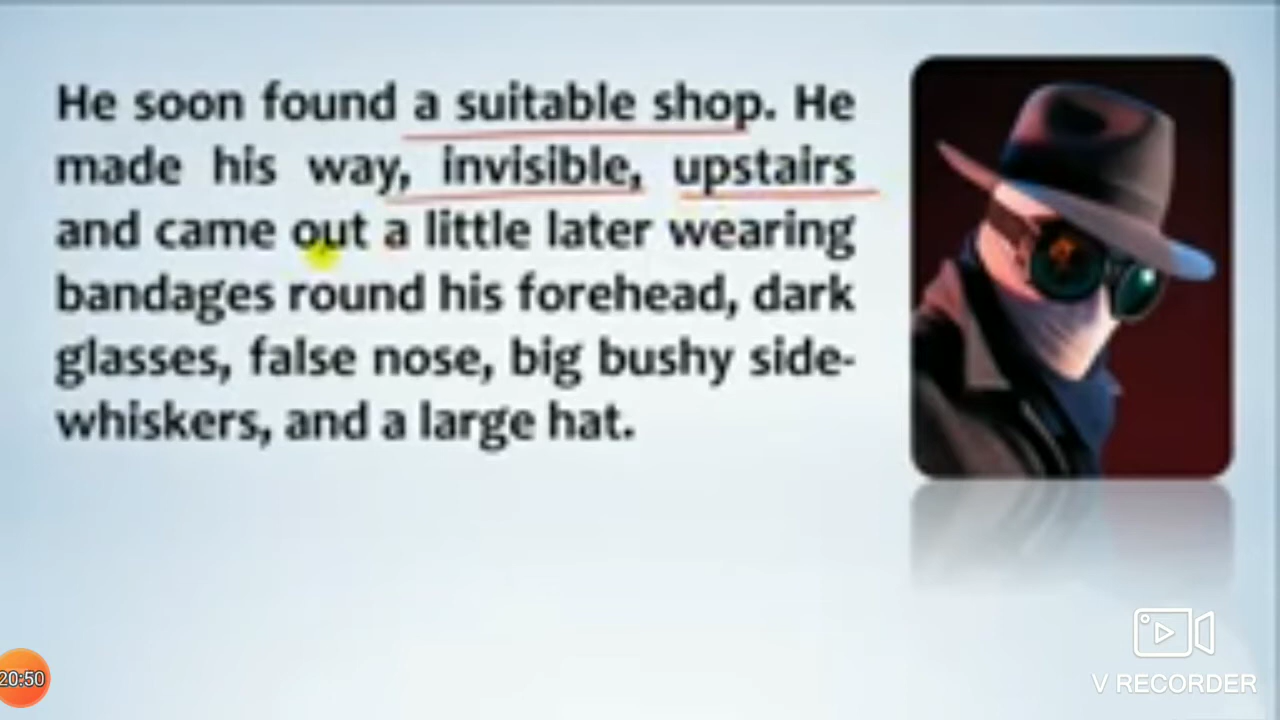 He soon found a suitable shop. He
made his way, invisible, upstairs
and came out a little later wearing
bandages round his forehead, dark
glasses, false nose, big bushy side-
whiskers, and a large hat.
20:50
V RECORDER